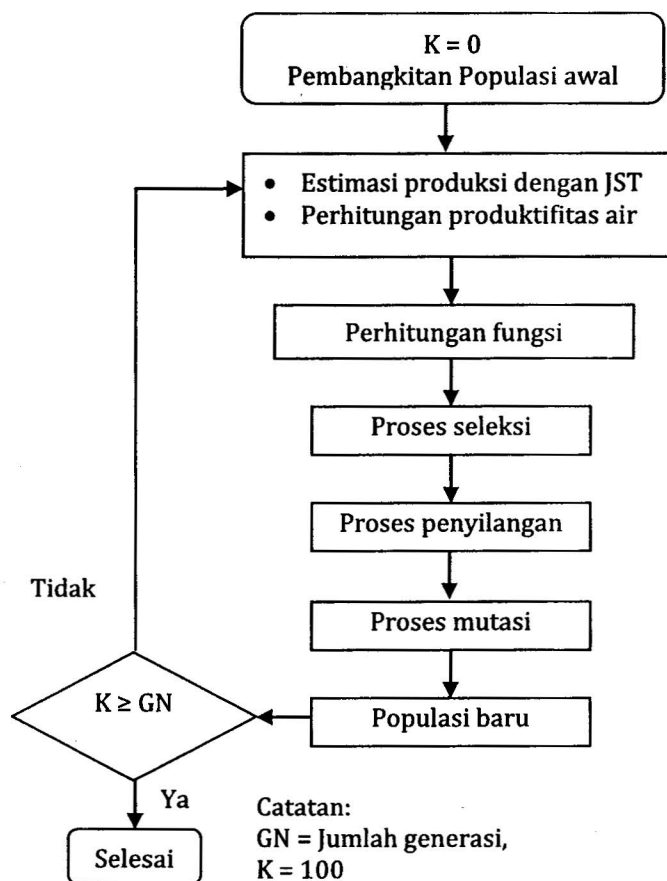 K = 0
Pembangkitan Populasi awal
• Estimasi produksi dengan JST
• Perhitungan produktifitas air
Perhitungan fungsi
Proses seleksi
Proses penyilangan
Proses mutasi
Populasi baru
K ≥ GN
Tidak
Ya
Selesai
Catatan:
GN = Jumlah generasi,
K = 100